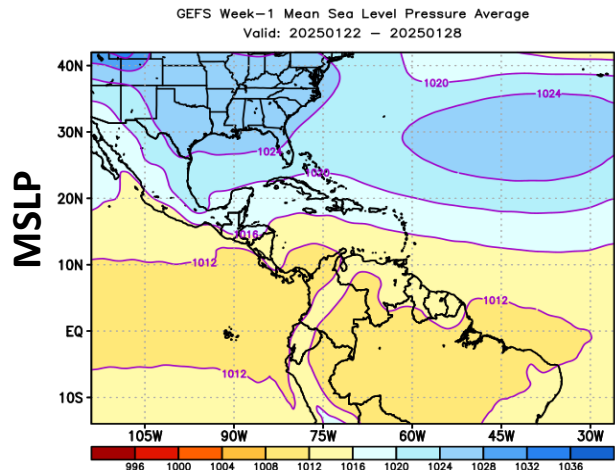 GEFS Week-1 Mean Sea Level Pressure Average
Valid: 20250122 - 20250128
MSLP
40N
30N
20N
10N
EQ
10S
1020
1024
1024
1020
1016
1012
1012
1012
1012
105W 90W 75W 60W 45W 30W
996 1000 1004 1008 1012 1016 1020 1024 1028 1032 1036